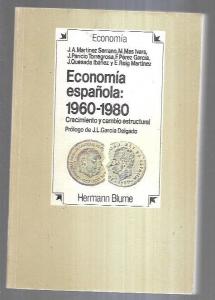 Economía
J.A. Martínez Serrano, M. Mas Ivars,
J. Paricio Torregrosa, F. Pérez García,
J. Quesada Ibáñez y E. Reig Martínez
Economía
española:
1960-1980
Crecimiento y cambio estructural
Prólogo de J.L. García Delgado
Hermann Blume